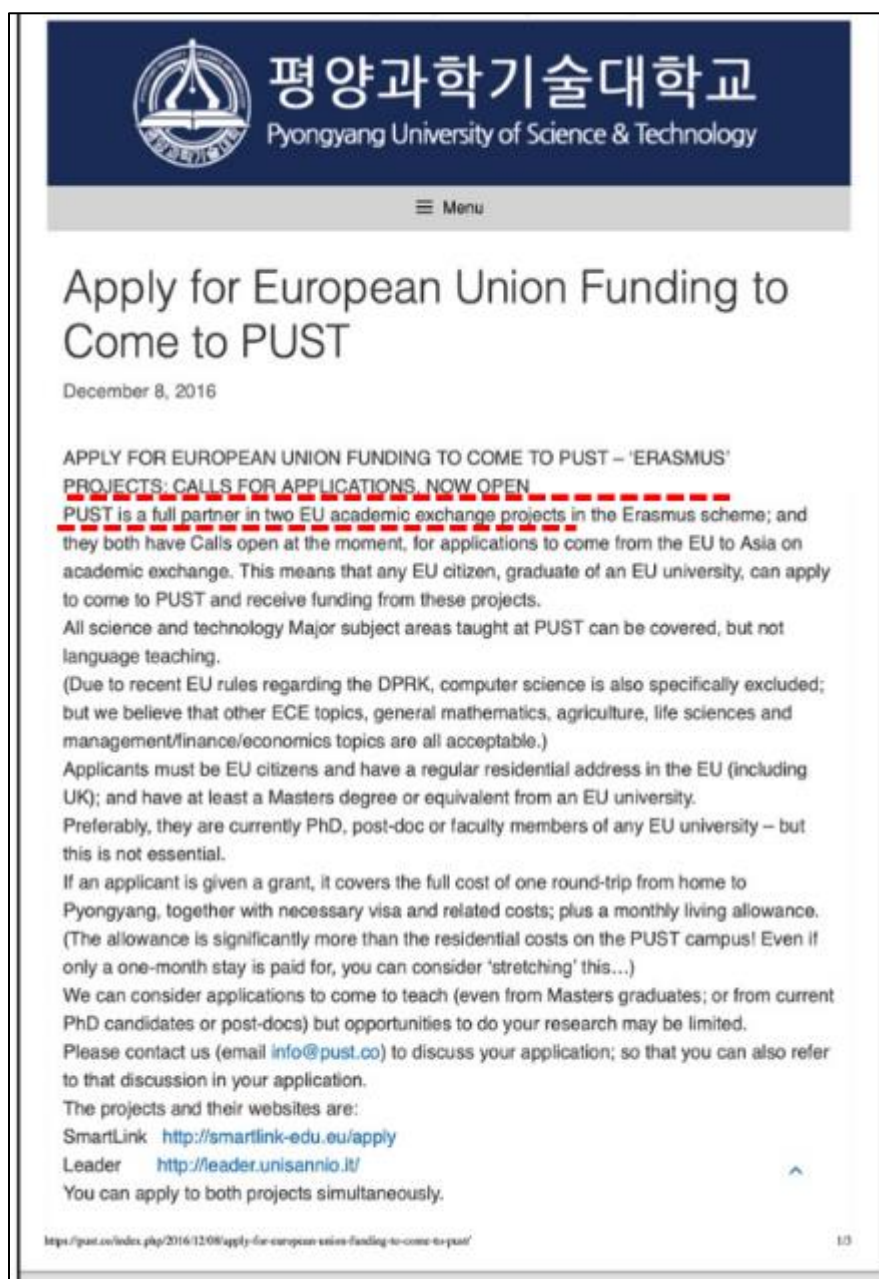 평양과학기술대학교
Pyongyang University of Science & Technology
≡ Menu
Apply for European Union Funding to
Come to PUST
December 8, 2016
APPLY FOR EUROPEAN UNION FUNDING TO COME TO PUST – ‘ERASMUS’
PROJECTS: CALLS FOR APPLICATIONS, NOW OPEN
PUST is a full partner in two EU academic exchange projects in the Erasmus scheme; and
they both have Calls open at the moment, for applications to come from the EU to Asia on
academic exchange. This means that any EU citizen, graduate of an EU university, can apply
to come to PUST and receive funding from these projects.
All science and technology Major subject areas taught at PUST can be covered, but not
language teaching.
(Due to recent EU rules regarding the DPRK, computer science is also specifically excluded;
but we believe that other ECE topics, general mathematics, agriculture, life sciences and
management/finance/economics topics are all acceptable.)
Applicants must be EU citizens and have a regular residential address in the EU (including
UK); and have at least a Masters degree or equivalent from an EU university.
Preferably, they are currently PhD, post-doc or faculty members of any EU university – but
this is not essential.
If an applicant is given a grant, it covers the full cost of one round-trip from home to
Pyongyang, together with necessary visa and related costs; plus a monthly living allowance.
(The allowance is significantly more than the residential costs on the PUST campus! Even if
only a one-month stay is paid for, you can consider ‘stretching’ this…)
We can consider applications to come to teach (even from Masters graduates; or from current
PhD candidates or post-docs) but opportunities to do your research may be limited.
Please contact us (email info@pust.co) to discuss your application; so that you can also refer
to that discussion in your application.
The projects and their websites are:
SmartLink http://smartlink-edu.eu/apply
Leader http://leader.unisannio.it/
You can apply to both projects simultaneously.
https://pust.co/index.php/2016/12/08/apply-for-european-union-funding-to-come-to-pust/ 1/3